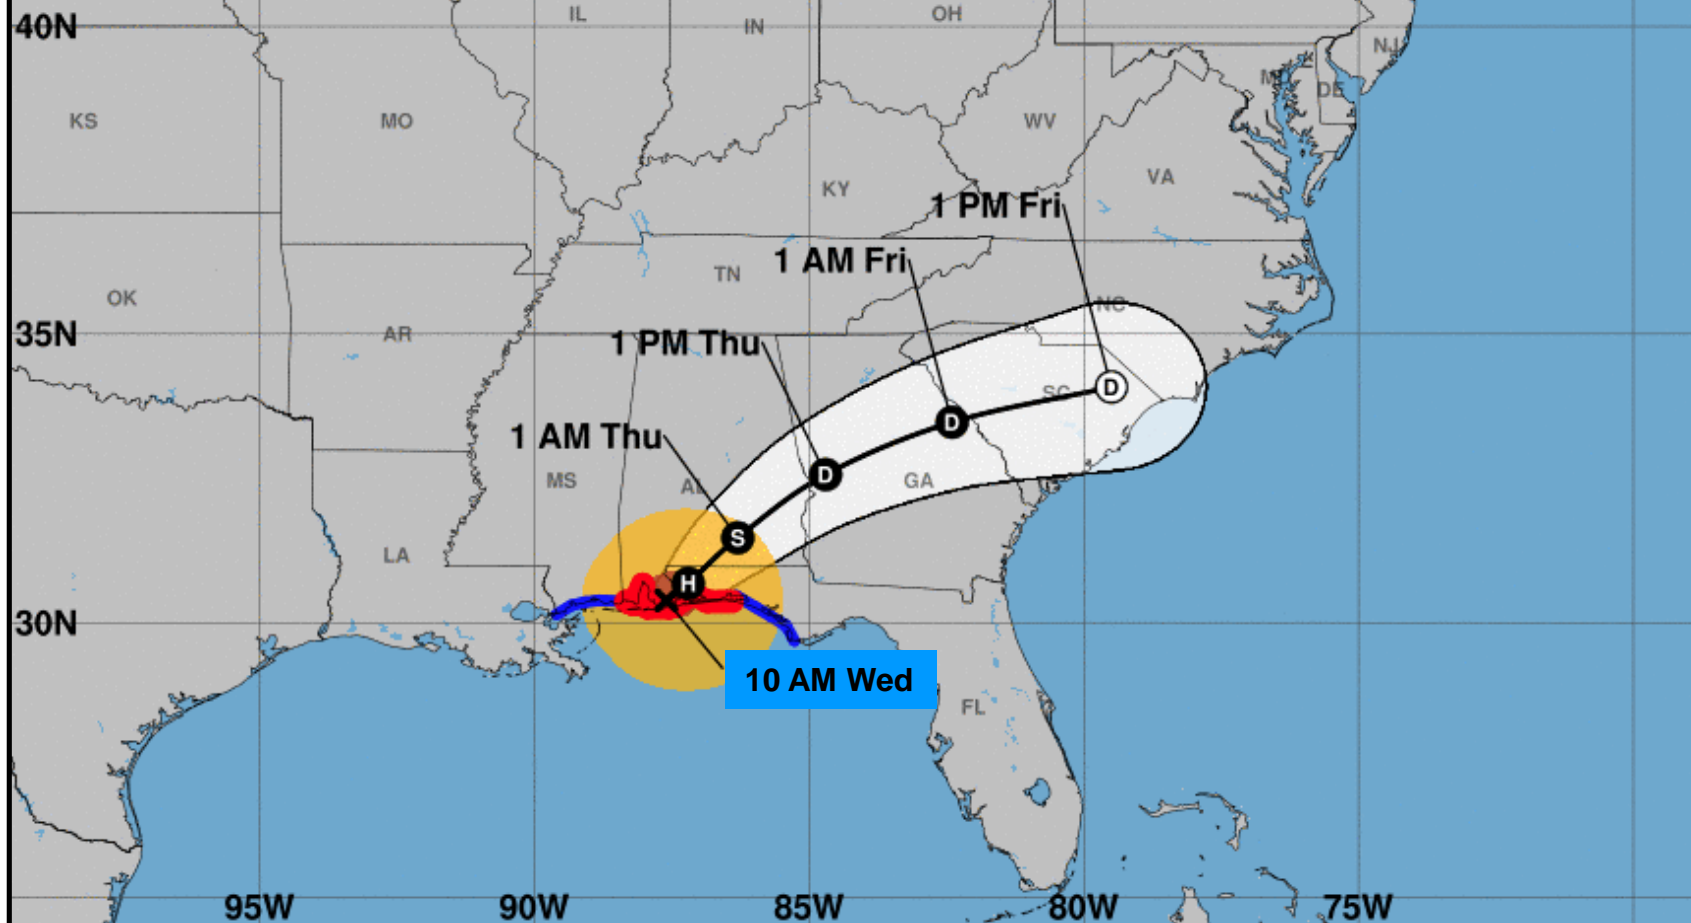 40N
IL
IN
OH
NJ
M
DE
KS
MO
WV
KY
VA
1 PM Fri
1 AM Fri
TN
OK
NC
35N
AR
1 PM Thu
D
SC
D
1 AM Thu
D
MS
AL
GA
S
LA
H
30N
10 AM Wed
FL
95W
90W
85W
80W
75W